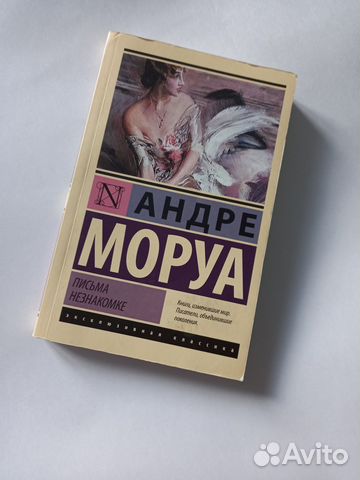 N
АНДРЕ
МОРУА
ПИСЬМА
НЕЗНАКОМКЕ
Книги, изменившие мир.
Писатели, объединившие
поколения.
эксклюзивная классика
Avito